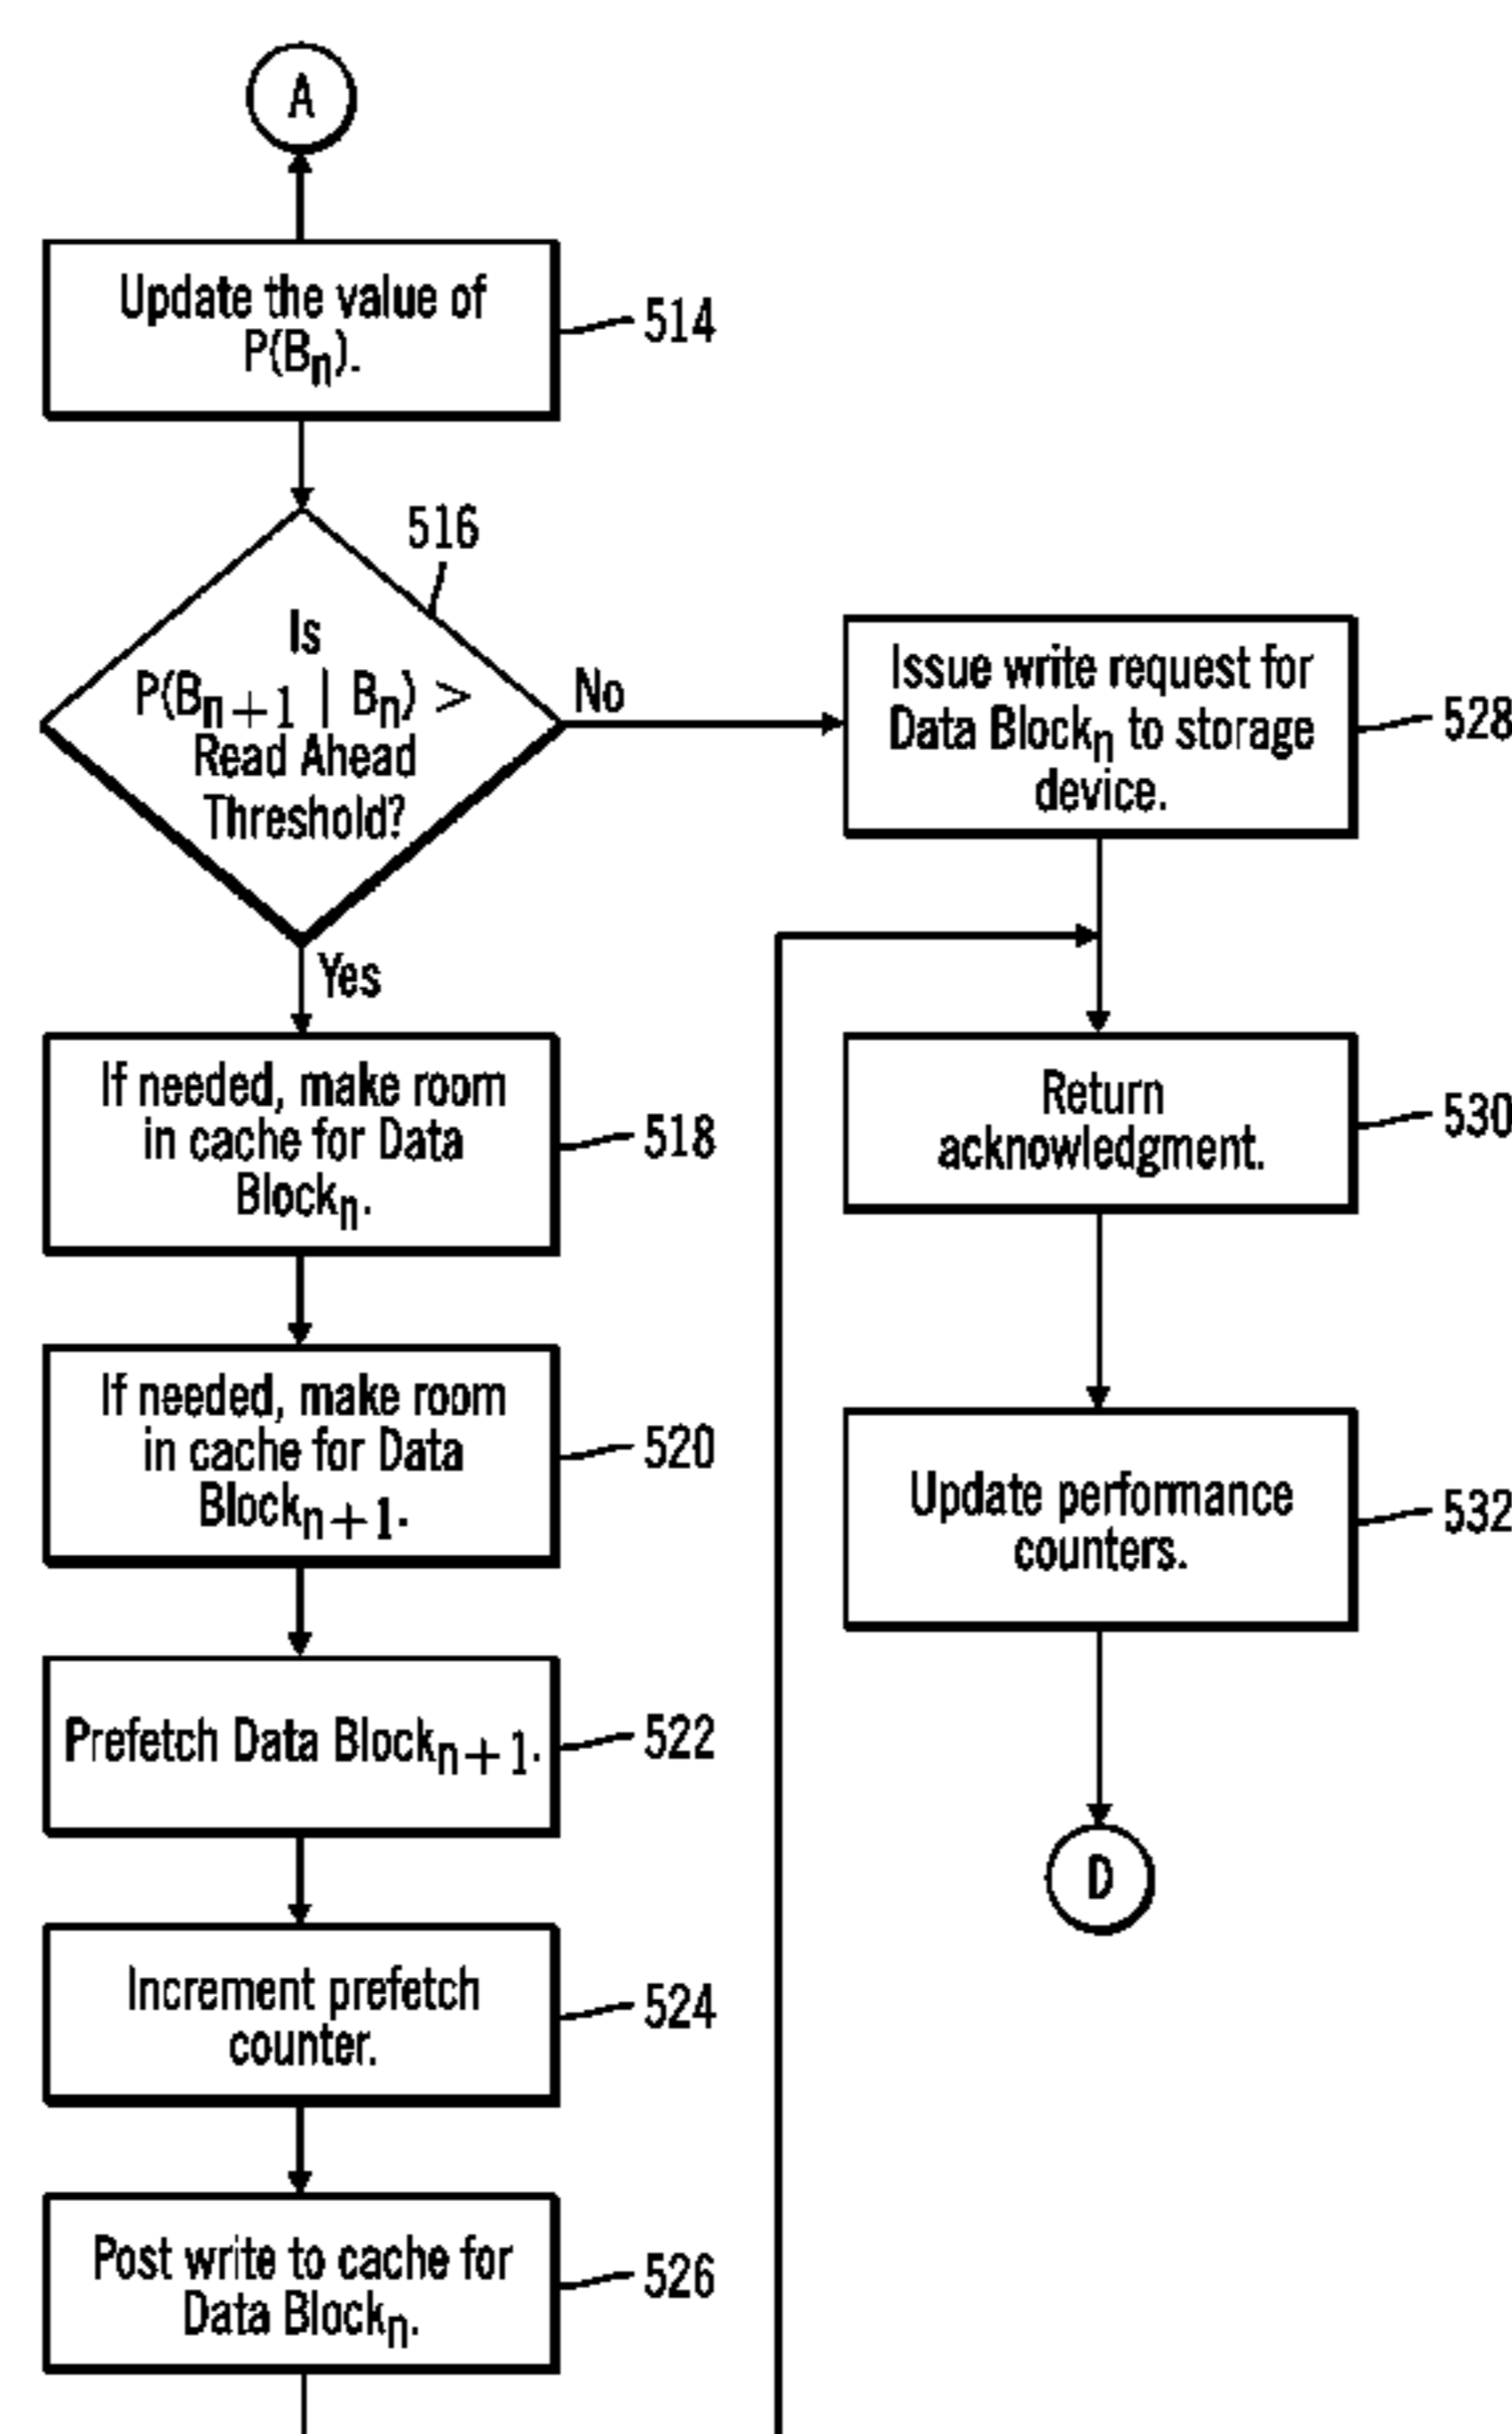 A
Update the value of
P(Bn).
514
516
Is
P(Bn+1 | Bn) >
Read Ahead
Threshold?
No
Yes
Issue write request for
Data Blockn to storage
device.
528
If needed, make room
in cache for Data
Blockn.
518
Return
acknowledgment.
530
If needed, make room
in cache for Data
Blockn+1.
520
Update performance
counters.
532
Prefetch Data Blockn+1.
522
D
Increment prefetch
counter.
524
Post write to cache for
Data Blockn.
526